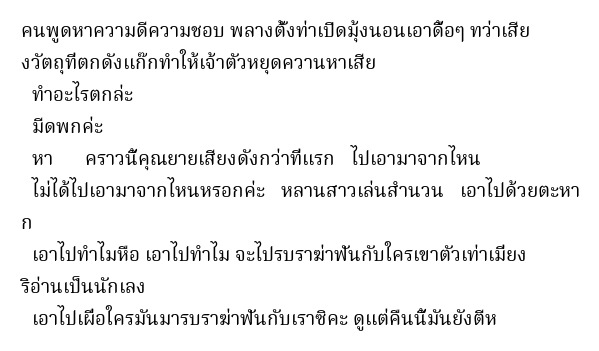 คนพูดหาความดีความชอบ พลางตั้งท่าเปิดมุ้งนอนเอาดื้อๆ ทว่าเสีย
งวัตถุที่ตกดังแก๊กทำให้เจ้าตัวหยุดควานหาเสีย
ทำอะไรตกล่ะ
มีดพกค่ะ
หา คราวนี้คุณยายเสียงดังกว่าทีแรก ไปเอามาจากไหน
ไม่ได้ไปเอามาจากไหนหรอกค่ะ หลานสาวเล่นสำนวน เอาไปด้วยตะหา
ก
เอาไปทำไมหือ เอาไปทำไม จะไปรบราฆ่าฟันกับใครเขาตัวเท่าเมี่ยง
ริอ่านเป็นนักเลง
เอาไปเผื่อใครมันมารบราฆ่าฟันกับเราซิคะ ดูแต่คืนนี้มันยังตีห